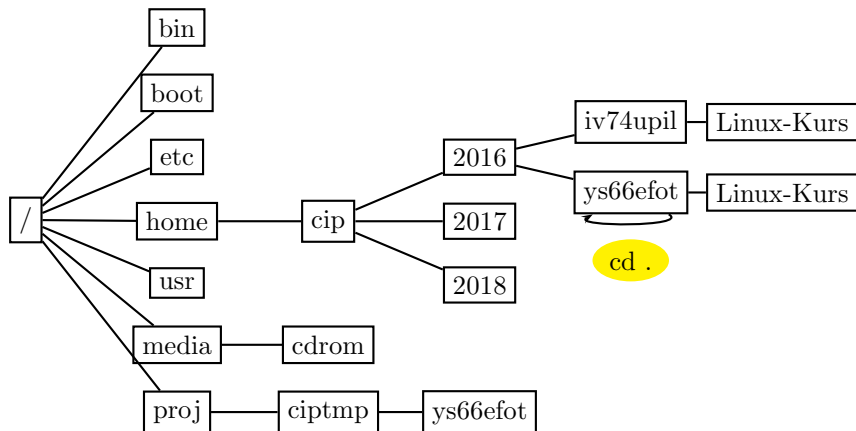 bin
boot
etc
/
home
cip
2016
iv74upil
Linux-Kurs
ys66efot
Linux-Kurs
cd .
2017
2018
usr
media
cdrom
proj
ciptmp
ys66efot